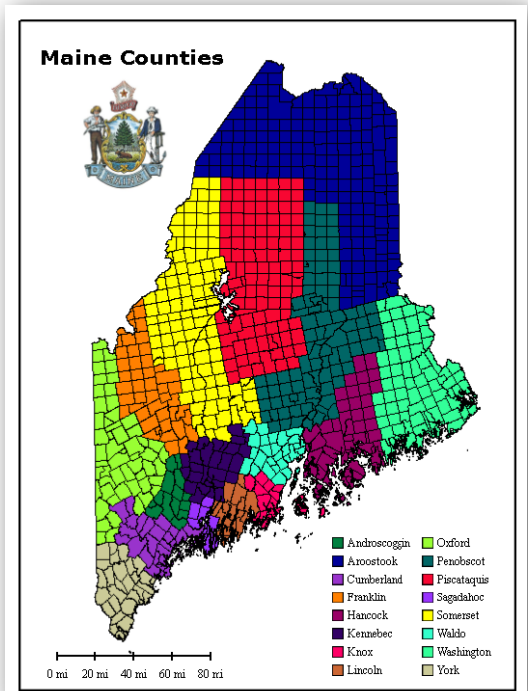 Maine Counties
Androscoggin
Aroostook
Cumberland
Franklin
Hancock
Kennebec
Knox
Lincoln
Oxford
Penobscot
Piscataquis
Sagadahoc
Somerset
Waldo
Washington
York
0 mi 20 mi 40 mi 60 mi 80 mi